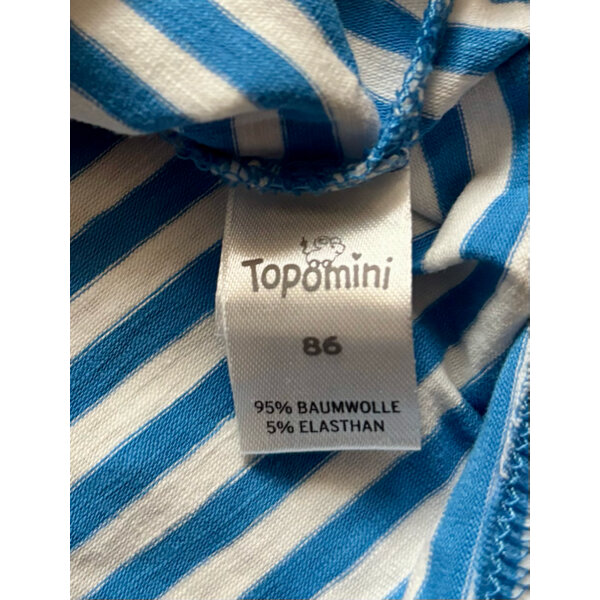 Topomini
86
95% BAUMWOLLE
5% ELASTHAN